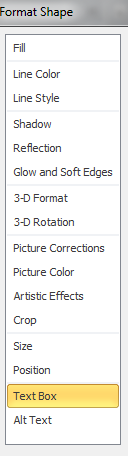 Format Shape
Fill
Line Color
Line Style
Shadow
Reflection
Glow and Soft Edges
3-D Format
3-D Rotation
Picture Corrections
Picture Color
Artistic Effects
Crop
Size
Position
Text Box
Alt Text